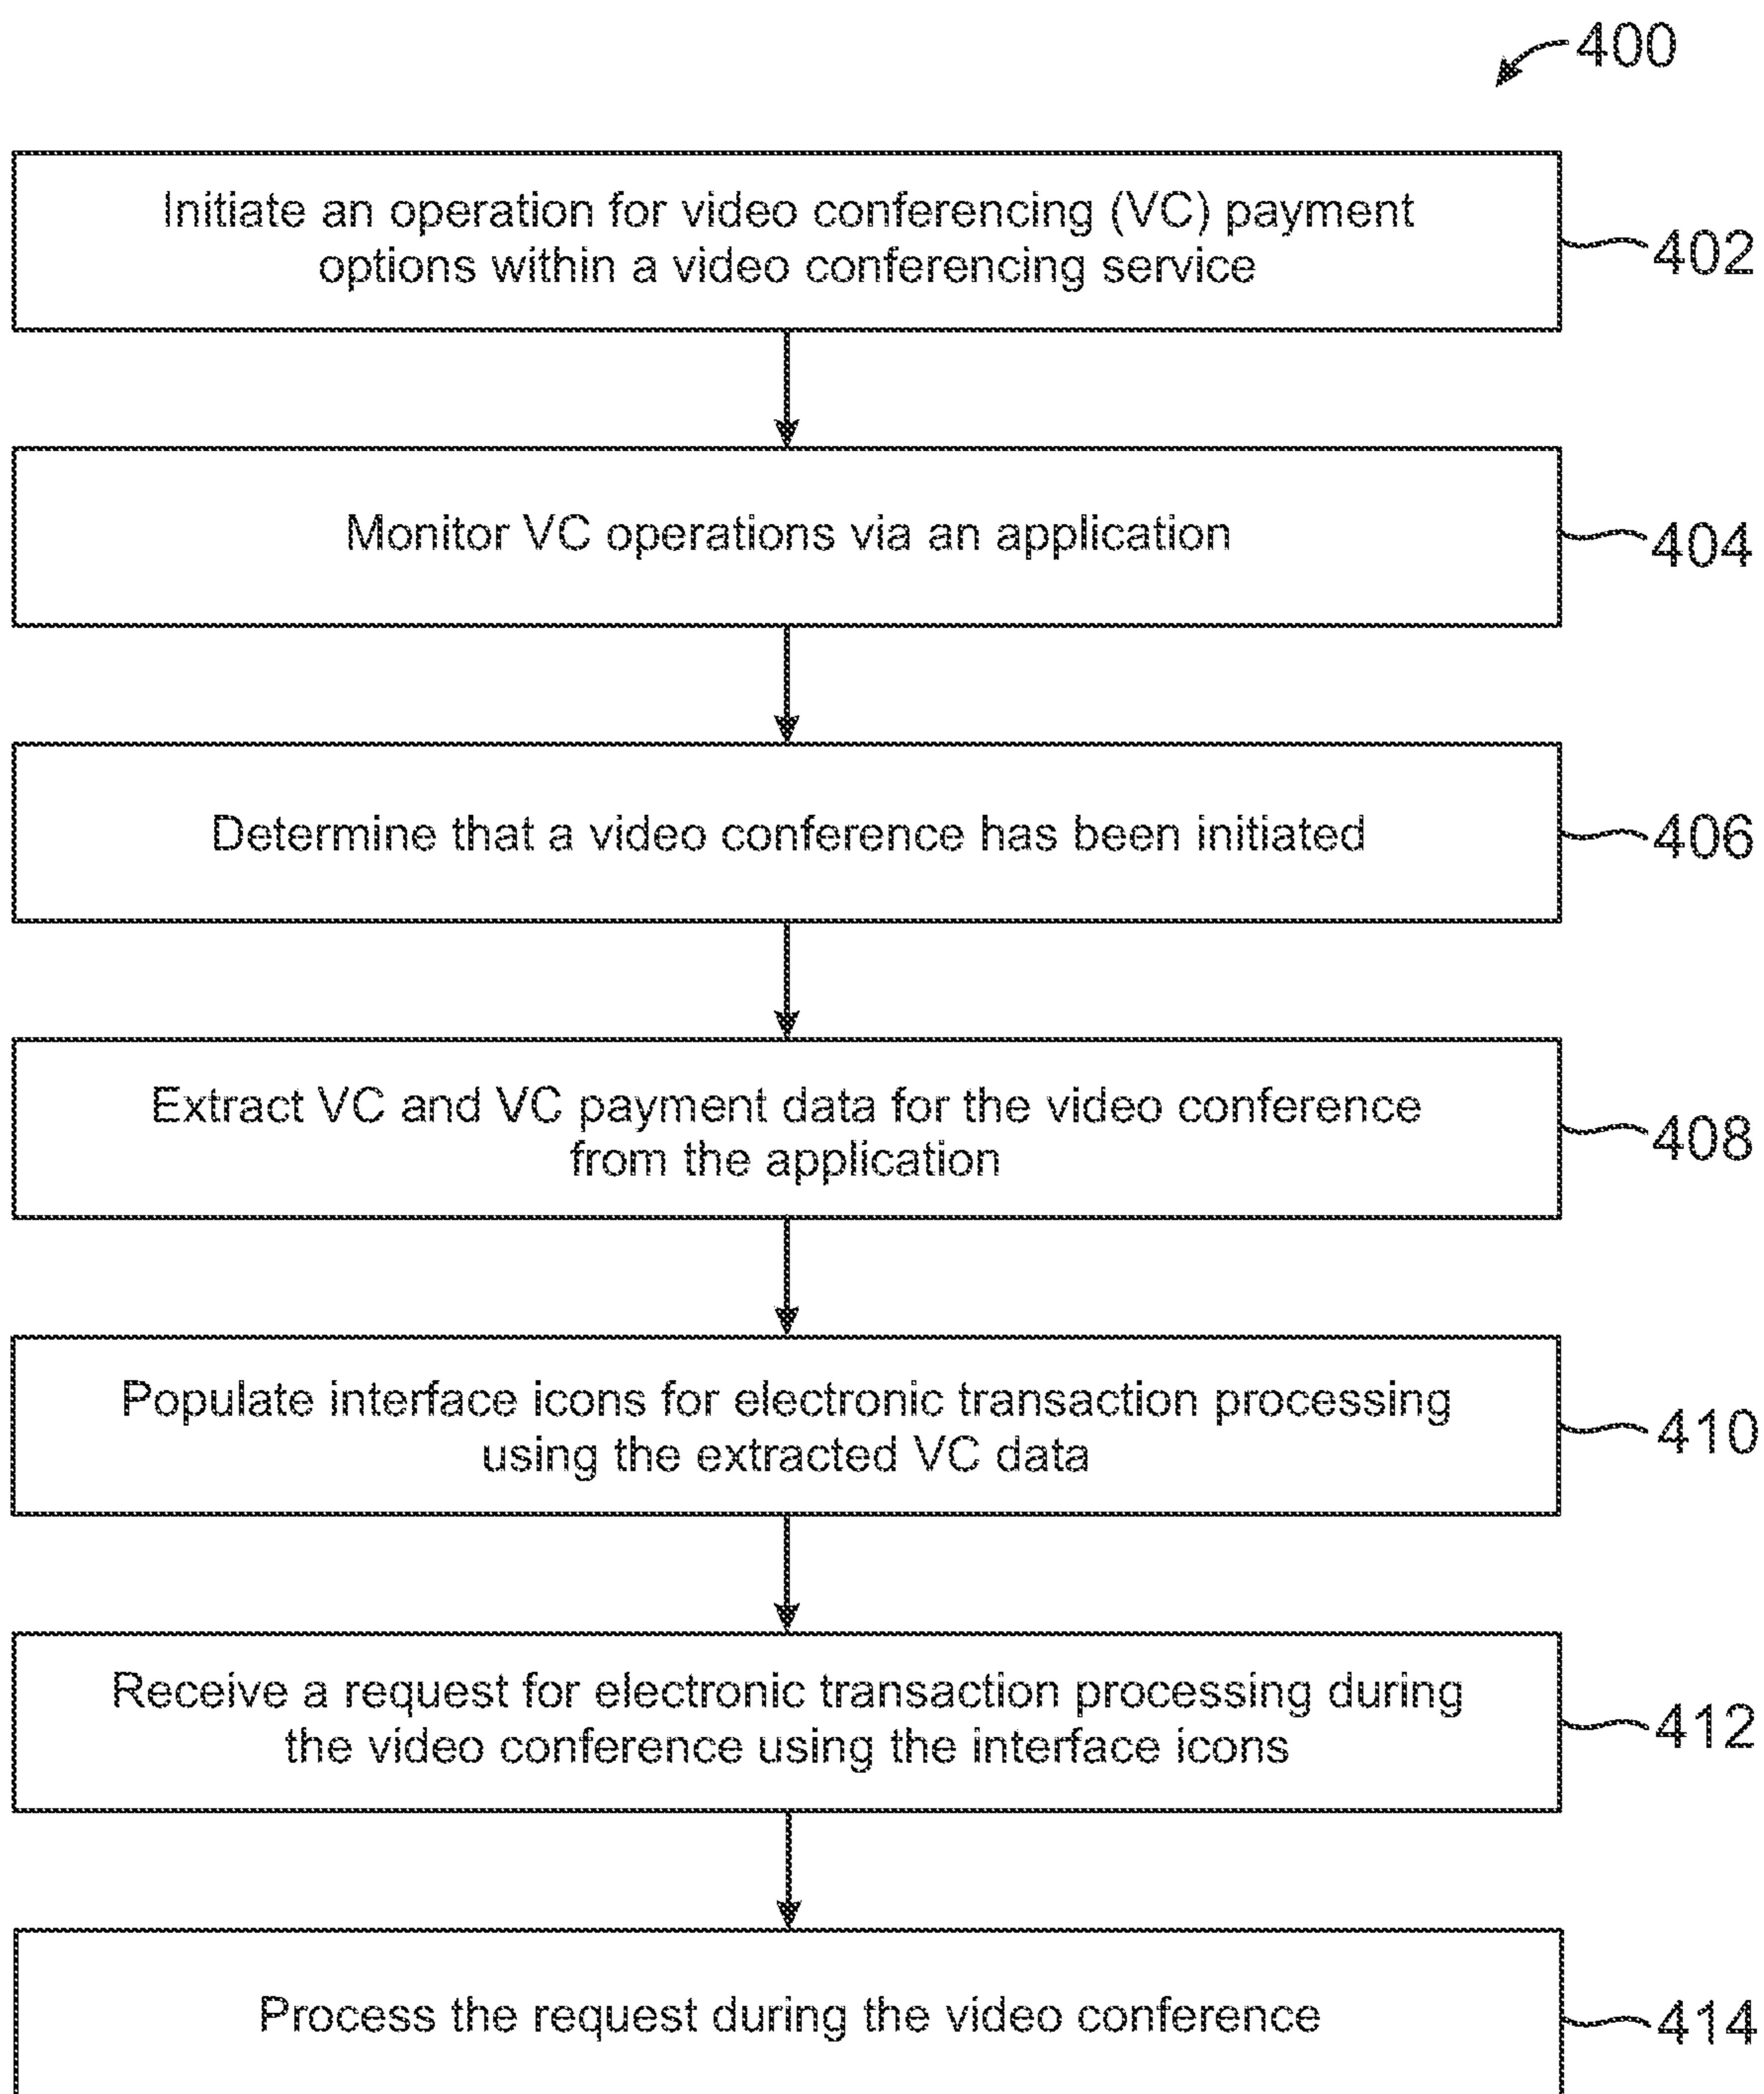 400
Initiate an operation for video conferencing (VC) payment
options within a video conferencing service
402
Monitor VC operations via an application
404
Determine that a video conference has been initiated
406
Extract VC and VC payment data for the video conference
from the application
408
Populate interface icons for electronic transaction processing
using the extracted VC data
410
Receive a request for electronic transaction processing during
the video conference using the interface icons
412
Process the request during the video conference
414